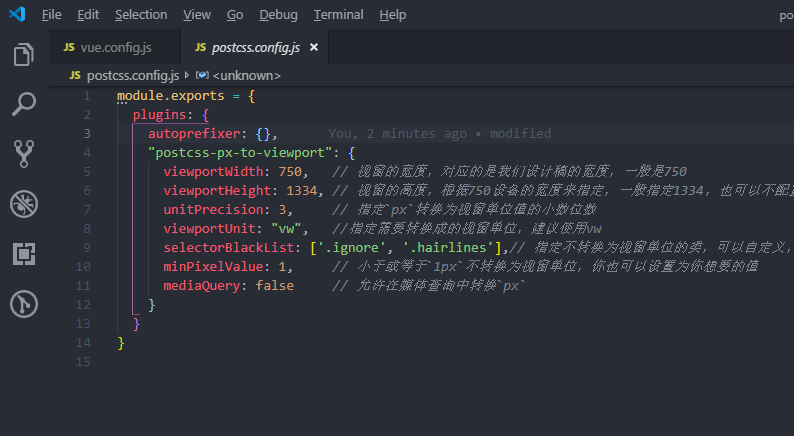 File Edit Selection View Go Debug Terminal Help po
JS vue.config.js JS postcss.config.js ×
JS postcss.config.js <unknown>
1 module.exports = {
2 plugins: {
3 autoprefixer: {}, You, 2 minutes ago • modified
4 "postcss-px-to-viewport": {
5 viewportWidth: 750, // 视窗的宽度，对应的是我们设计稿的宽度，一般是750
6 viewportHeight: 1334, // 视窗的高度，根据750设备的宽度来指定，一般指定1334，也可以不配置
7 unitPrecision: 3, // 指定`px`转换为视窗单位值的小数位数
8 viewportUnit: "vw", //指定需要转换成的视窗单位，建议使用vw
9 selectorBlackList: ['.ignore', '.hairlines'],// 指定不转换为视窗单位的类，可以自定义，
10 minPixelValue: 1, // 小于或等于`1px`不转换为视窗单位，你也可以设置为你想要的值
11 mediaQuery: false // 允许在媒体查询中转换`px`
12 }
13 }
14 }
15